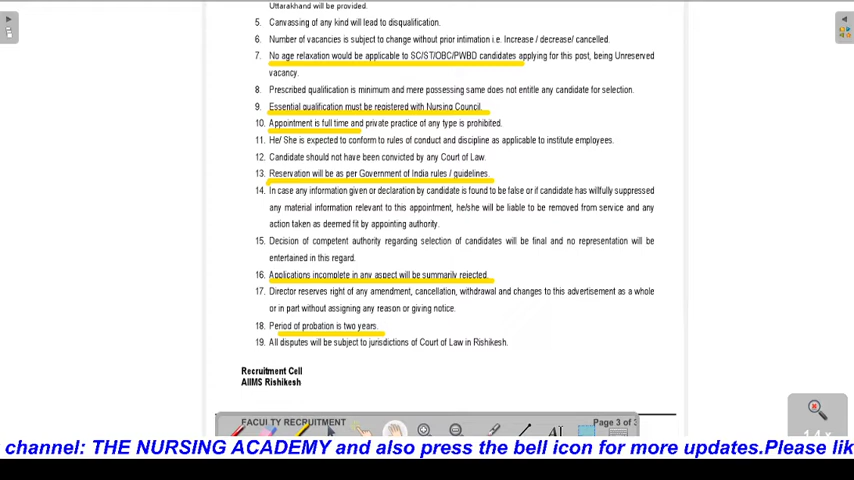 Uttarakhand will be provided.
5. Canvassing of any kind will lead to disqualification.
6. Number of vacancies is subject to change without prior intimation i.e. Increase / decrease/ cancelled.
7. No age relaxation would be applicable to SC/ST/OBC/PWBD candidates applying for this post, being Unreserved
vacancy.
8. Prescribed qualification is minimum and mere possessing same does not entitle any candidate for selection.
9. Essential qualification must be registered with Nursing Council.
10. Appointment is full time and private practice of any type is prohibited.
11. He/ She is expected to conform to rules of conduct and discipline as applicable to institute employees.
12. Candidate should not have been convicted by any Court of Law.
13. Reservation will be as per Government of India rules / guidelines.
14. In case any information given or declaration by candidate is found to be false or if candidate has willfully suppressed
any material information relevant to this appointment, he/she will be liable to be removed from service and any
action taken as deemed fit by appointing authority.
15. Decision of competent authority regarding selection of candidates will be final and no representation will be
entertained in this regard.
16. Applications incomplete in any aspect will be summarily rejected.
17. Director reserves right of any amendment, cancellation, withdrawal and changes to this advertisement as a whole
or in part without assigning any reason or giving notice.
18. Period of probation is two years.
19. All disputes will be subject to jurisdictions of Court of Law in Rishikesh.
Recruitment Cell
AIIMS Rishikesh
FACULTY RECRUITMENT Page 3 of 3
channel: THE NURSING ACADEMY and also press the bell icon for more updates.Please lik